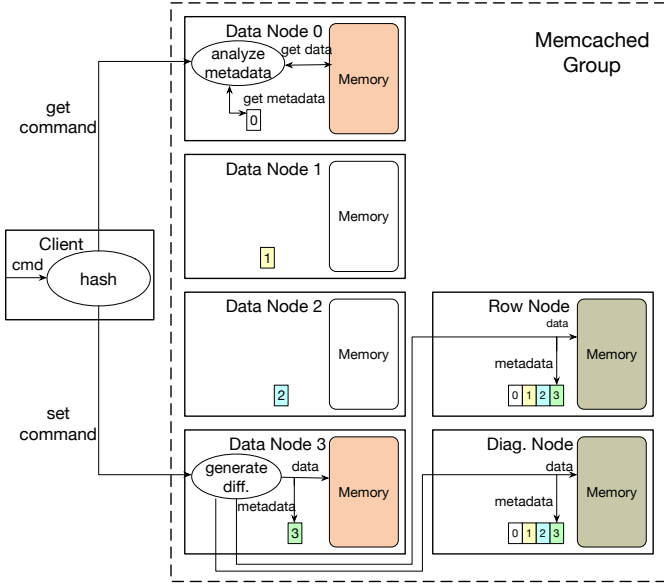 Data Node 0
analyze
metadata
get data
Memory
get metadata
0
Memcached
Group
get
command
Data Node 1
Memory
1
Client
cmd
hash
Data Node 2
Memory
2
Row Node
data
Memory
metadata
0 1 2 3
set
command
Data Node 3
generate
diff.
data
Memory
metadata
3
Diag. Node
data
Memory
metadata
0 1 2 3